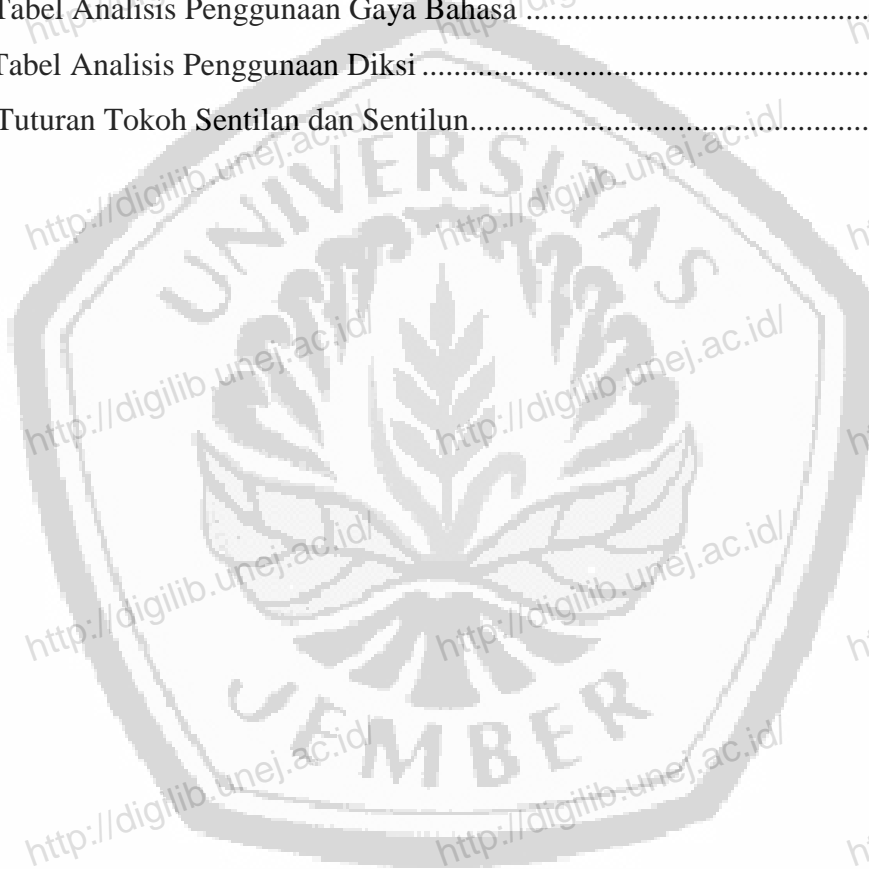 Tabel Analisis Penggunaan Gaya Bahasa ..........................................
Tabel Analisis Penggunaan Diksi ........................................................
Tuturan Tokoh Sentilan dan Sentilun..................................................
UNIVERSITAS
JEMBER
http://digilib.unej.ac.id/
http://digilib.unej.ac.id/
http://digilib.unej.ac.id/
http://digilib.unej.ac.id/
http://digilib.unej.ac.id/
http://digilib.unej.ac.id/
http://digilib.unej.ac.id/
http://digilib.unej.ac.id/